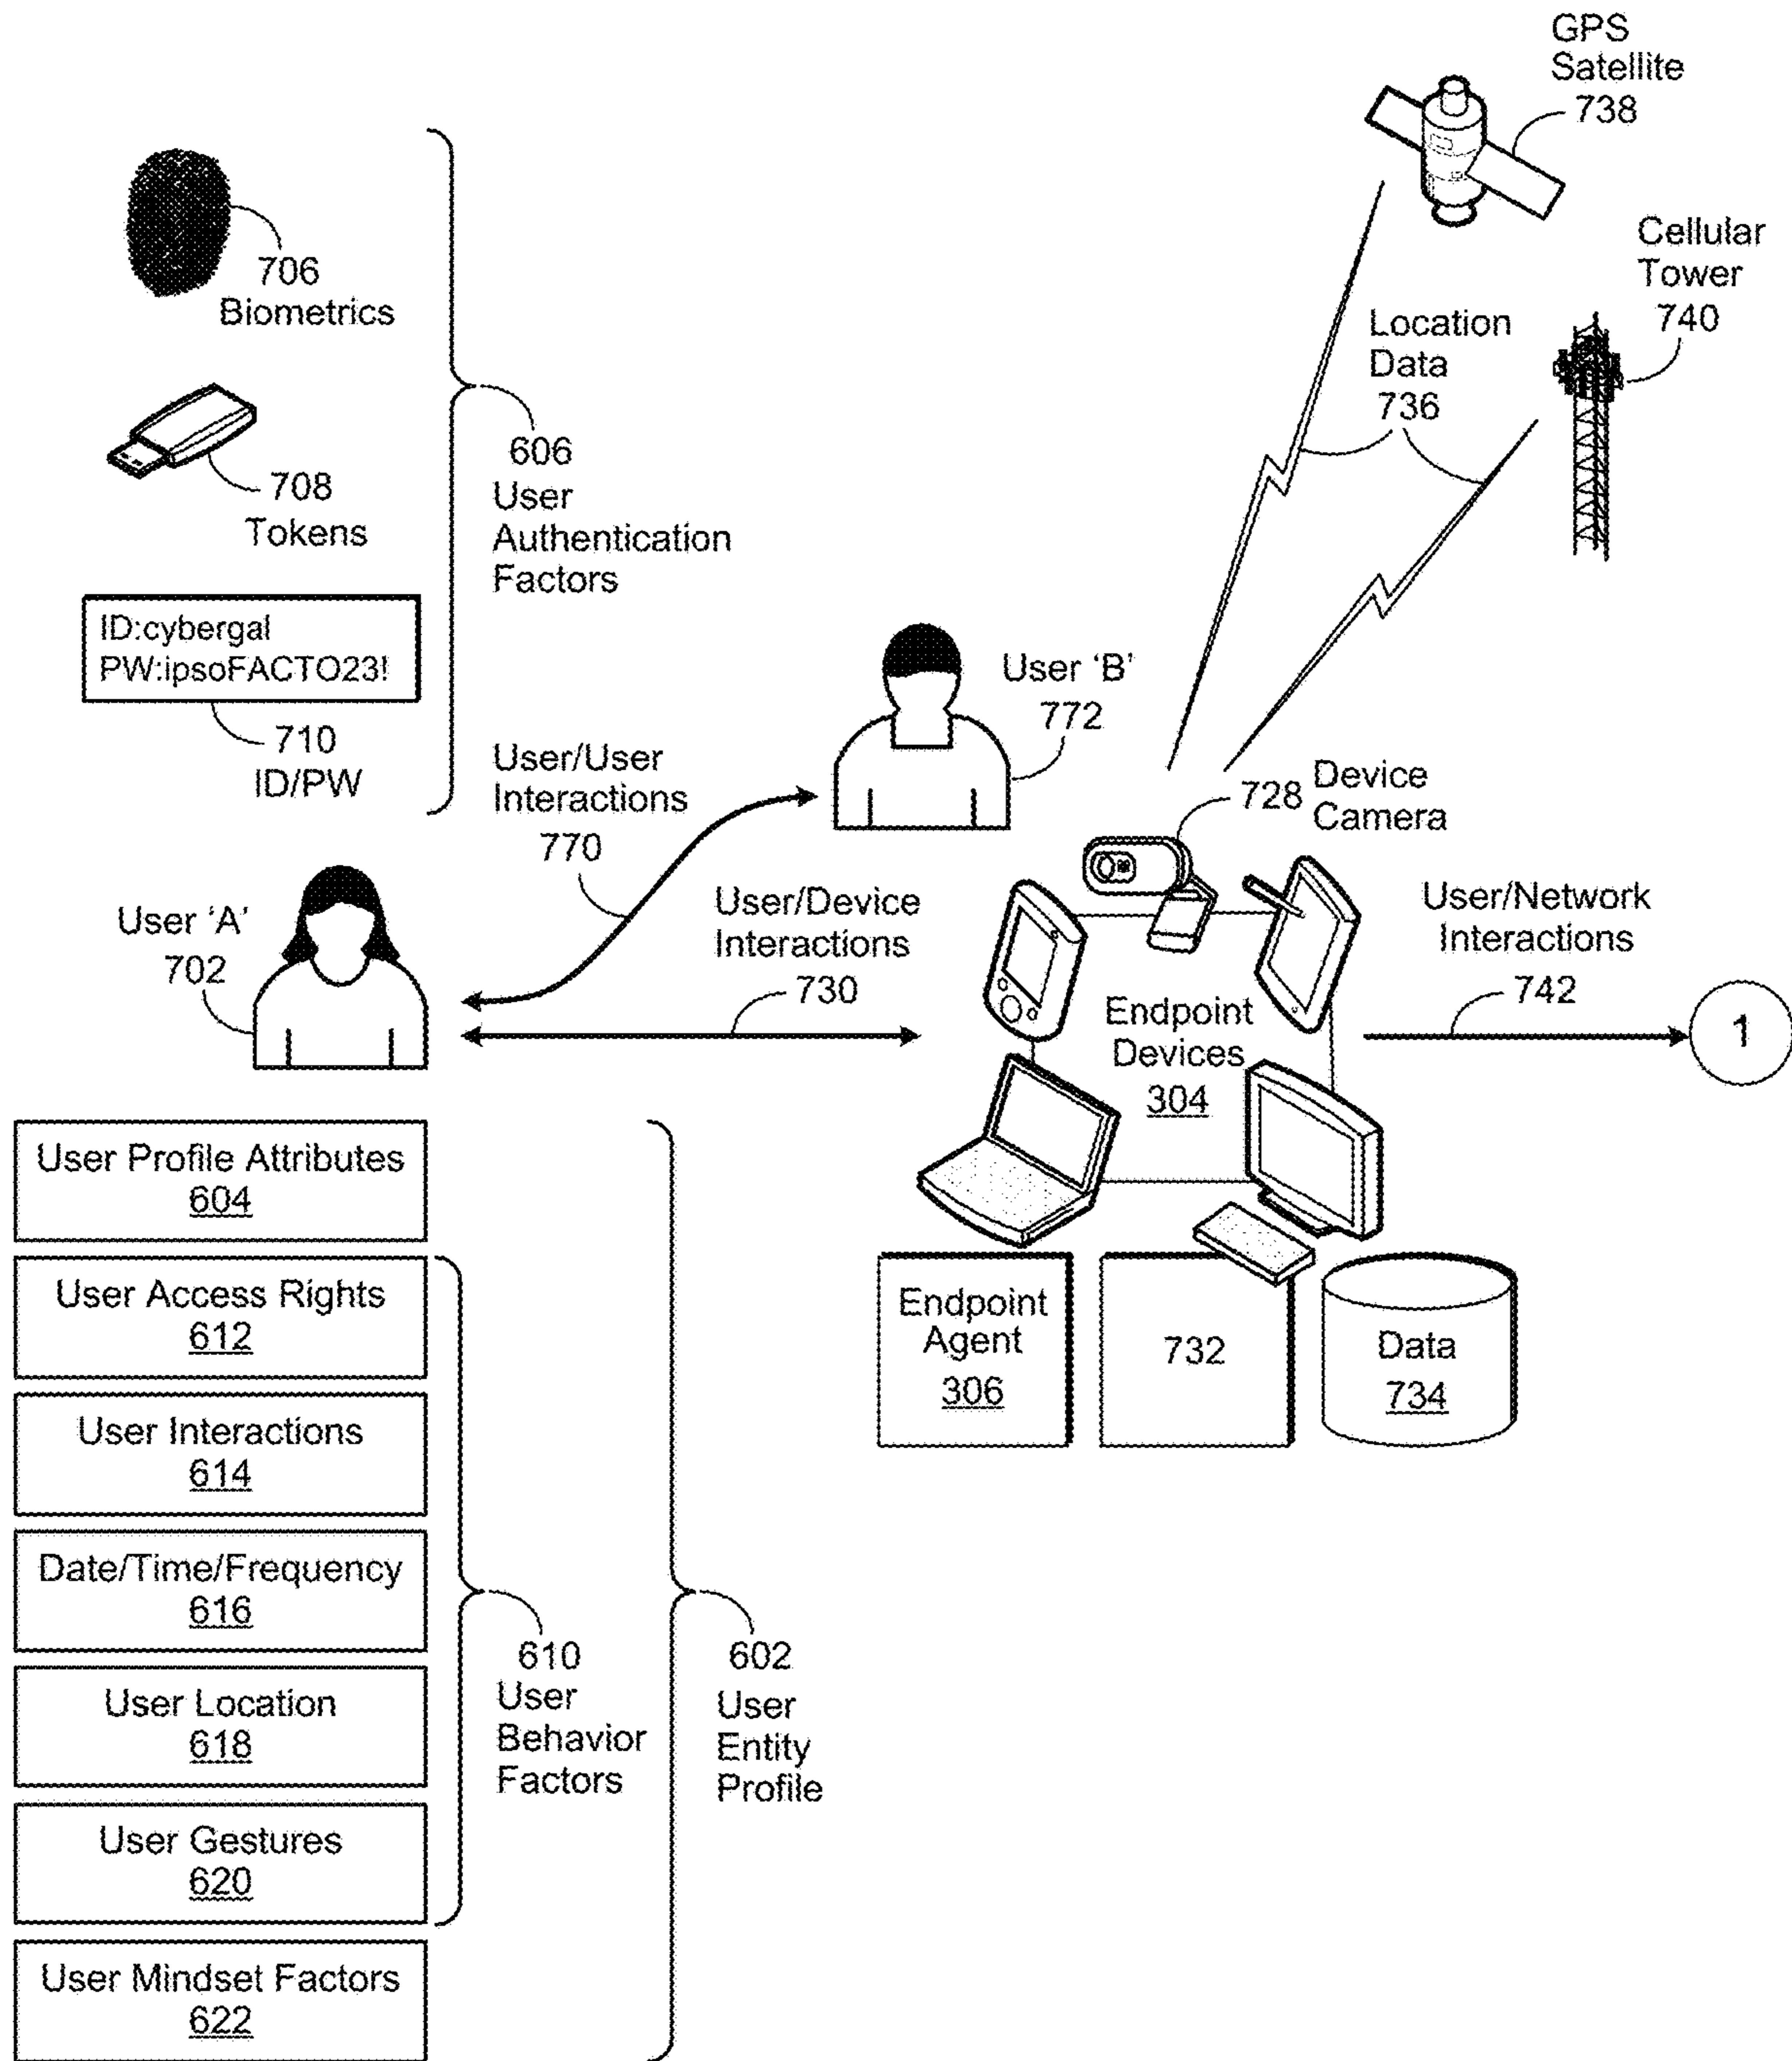 GPS
Satellite
738
Cellular
Tower
740
Location
Data
736
706
Biometrics
708
Tokens
ID:cybergal
PW:ipsoFACTO23!
710
ID/PW
606
User
Authentication
Factors
User 'B'
772
User/User
Interactions
770
728
Device
Camera
User 'A'
702
User/Device
Interactions
730
User/Network
Interactions
742
1
Endpoint
Devices
304
User Profile Attributes
604
User Access Rights
612
User Interactions
614
Date/Time/Frequency
616
User Location
618
User Gestures
620
User Mindset Factors
622
610
User
Behavior
Factors
602
User
Entity
Profile
Endpoint
Agent
306
732
Data
734